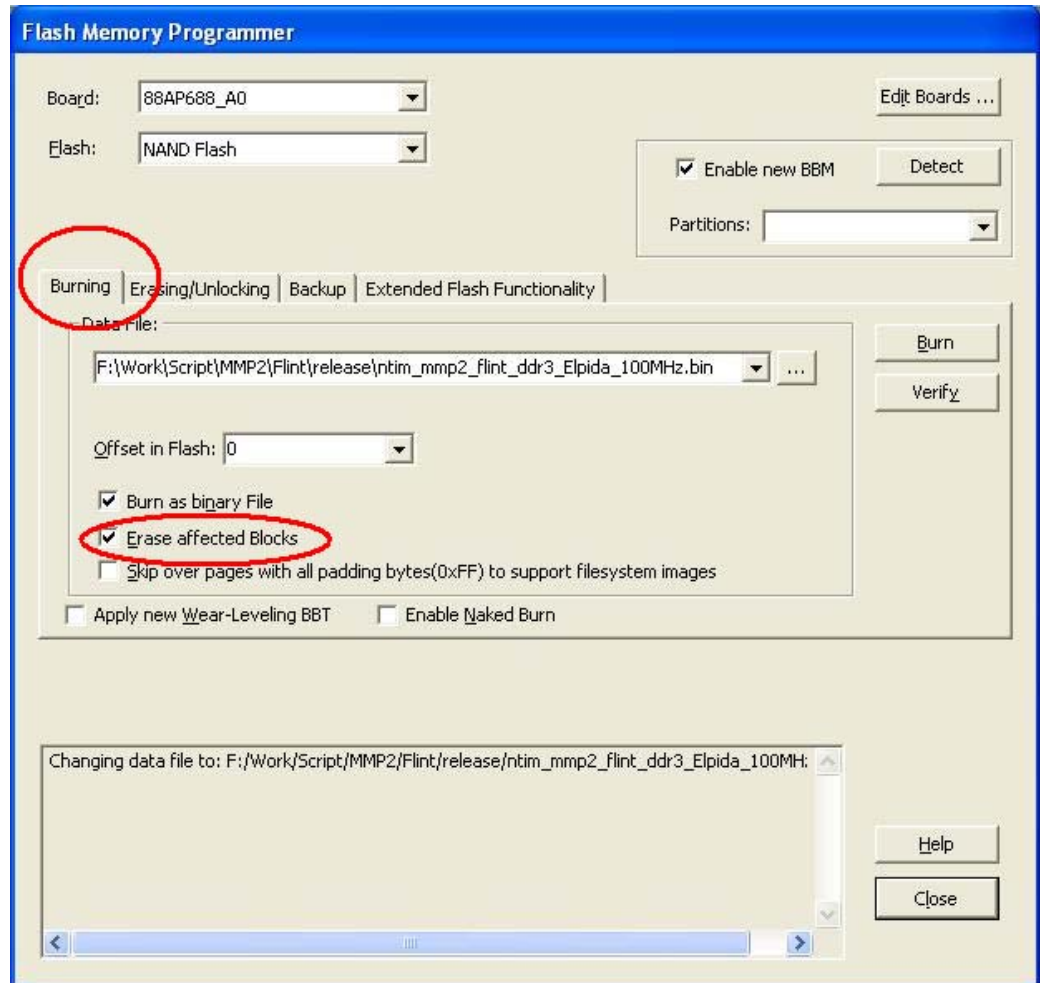 Flash Memory Programmer
Board: 88AP688_A0 Edit Boards ...
Flash: NAND Flash
Enable new BBM Detect
Partitions:
Burning Erasing/Unlocking Backup Extended Flash Functionality
Data File:
F:\Work\Script\MMP2\Flint\release\ntim_mmp2_flint_ddr3_Elpida_100MHz.bin ...
Burn
Verify
Offset in Flash: 0
Burn as binary File
Erase affected Blocks
Skip over pages with all padding bytes(0xFF) to support filesystem images
Apply new Wear-Leveling BBT Enable Naked Burn
Changing data file to: F:/Work/Script/MMP2/Flint/release/ntim_mmp2_flint_ddr3_Elpida_100MH
Help
Close